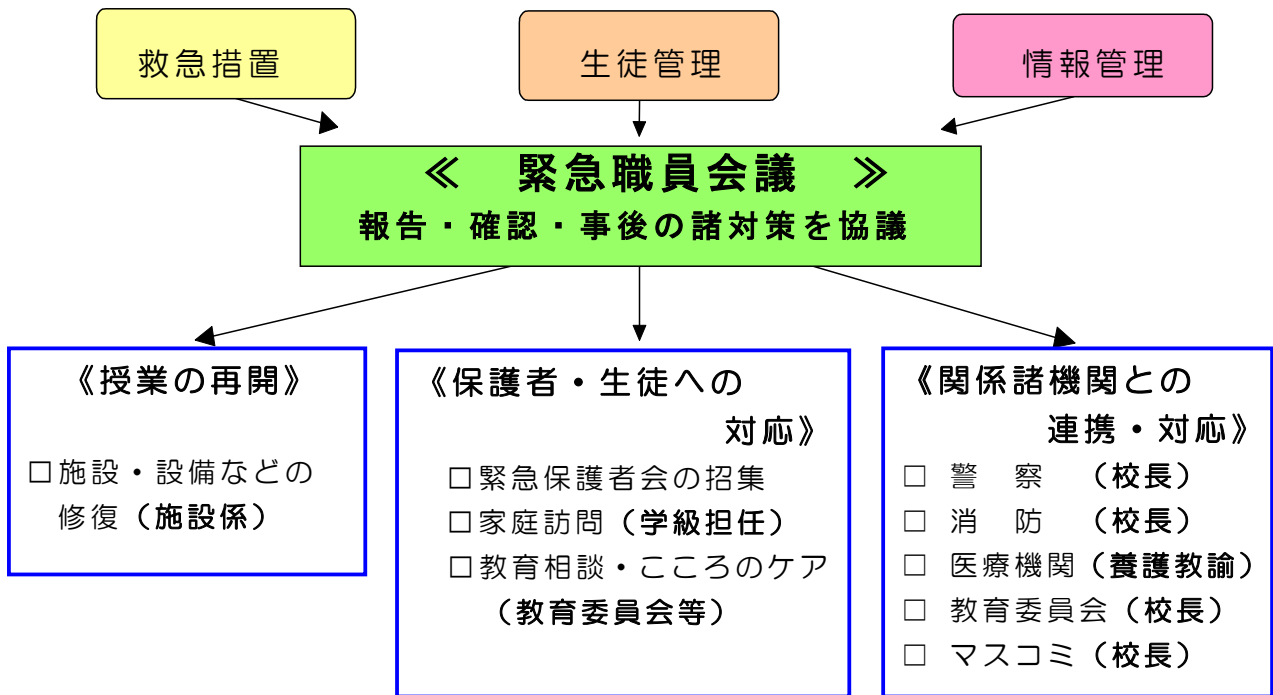 救急措置
生徒管理
情報管理
≪　緊急職員会議　≫
報告・確認・事後の諸対策を協議
《授業の再開》
□施設・設備などの
修復（施設係）
《保護者・生徒への
対応》
□緊急保護者会の招集
□家庭訪問（学級担任）
□教育相談・こころのケア
（教育委員会等）
《関係諸機関との
連携・対応》
□ 警　察　（校長）
□ 消　防　（校長）
□ 医療機関（養護教諭）
□ 教育委員会（校長）
□ マスコミ（校長）